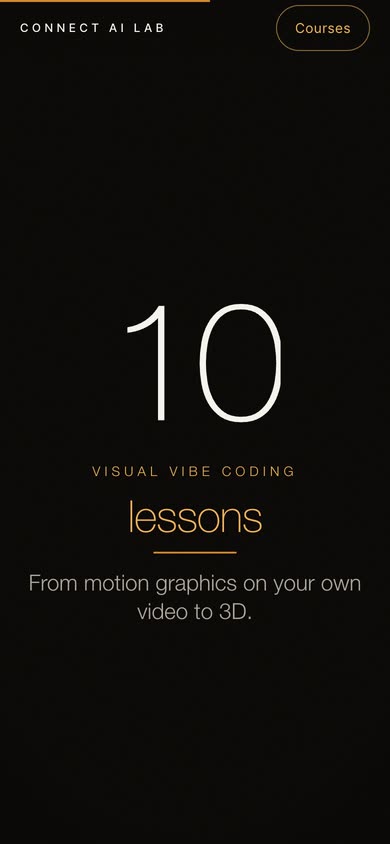 CONNECT AI LAB
Courses
10
VISUAL VIBE CODING
lessons
From motion graphics on your own
video to 3D.